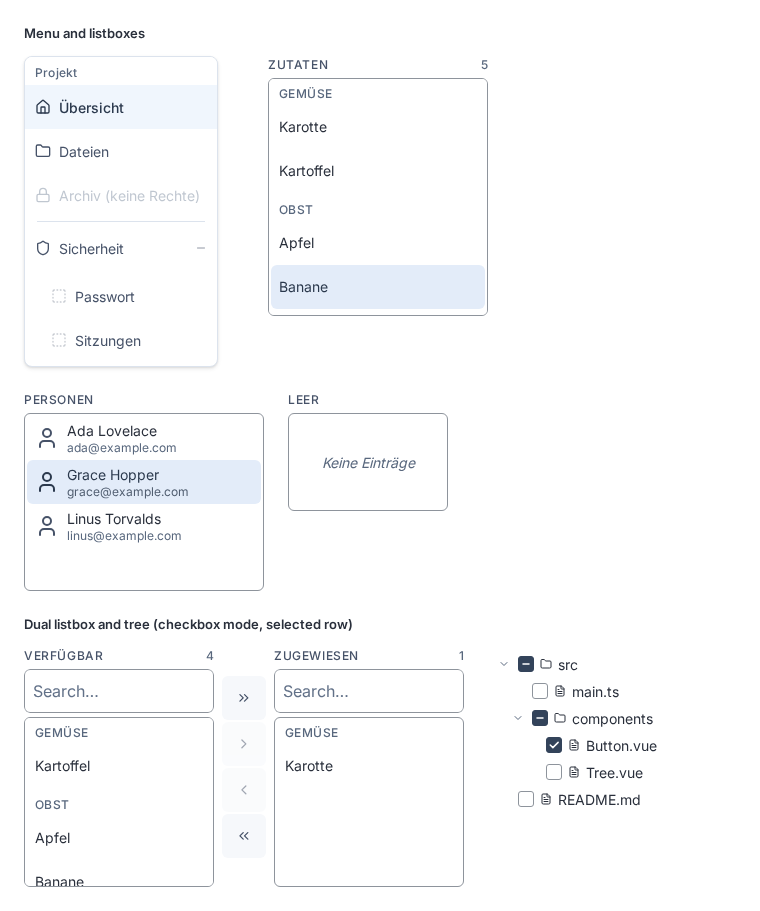 Menu and listboxes
Projekt
Übersicht
Dateien
Archiv (keine Rechte)
Sicherheit
Passwort
Sitzungen
ZUTATEN 5
GEMÜSE
Karotte
Kartoffel
OBST
Apfel
Banane
PERSONEN
Ada Lovelace
ada@example.com
Grace Hopper
grace@example.com
Linus Torvalds
linus@example.com
LEER
Keine Einträge
Dual listbox and tree (checkbox mode, selected row)
VERFÜGBAR 4
Search...
GEMÜSE
Kartoffel
OBST
Apfel
Banane
ZUGEWIESEN 1
Search...
GEMÜSE
Karotte
src
main.ts
components
Button.vue
Tree.vue
README.md